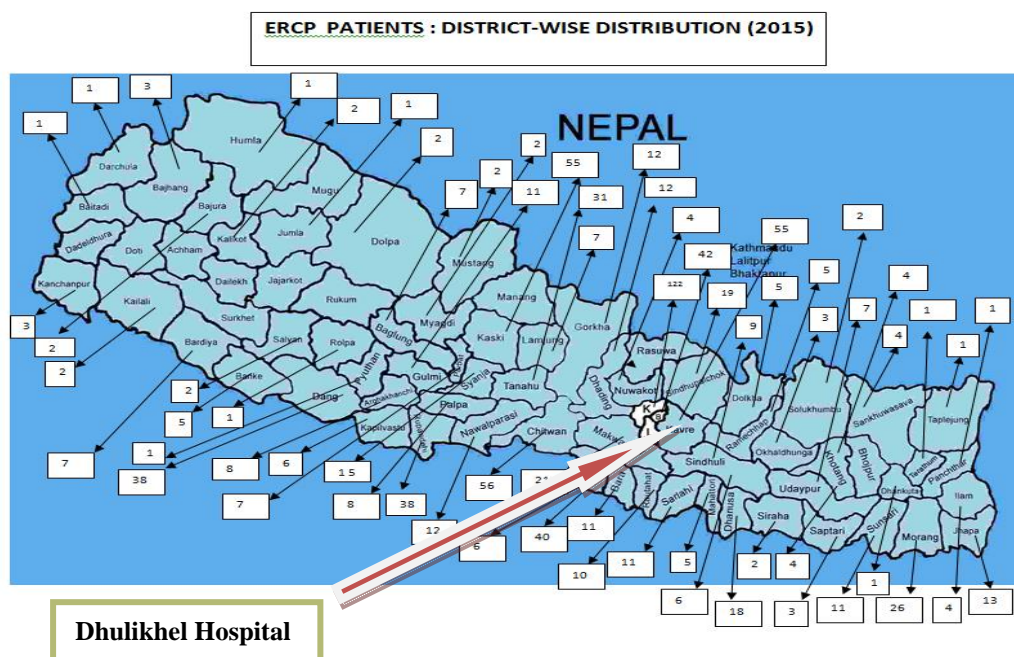 ERCP PATIENTS : DISTRICT-WISE DISTRIBUTION (2015)
1
3
1
2
1
2
1
NEPAL
2
2
7
11
55
31
7
12
12
4
42
122
19
55
Kathmandu
Lalitpur
Bhaktapur
5
9
2
5
3
7
4
4
1
1
1
Darchula
Humla
Bajhang
Mugu
Baitadi
Bajura
Dadeldhura
Doti
Achham
Kalikot
Jumla
Dolpa
Mustang
Kanchanpur
Kailali
Dailekh
Jajarkot
Manang
Rukum
Myagdi
Gorkha
Surkhet
Baglung
Kaski
Lamjung
Rasuwa
Bardiya
Salyan
Rolpa
Pyuthan
Gulmi
Syanja
Tanahu
Dhading
Nuwakot
Sindhupalchok
Dolkha
Solukhumbu
Sankhuwasava
Taplejung
Banke
Dang
Arghakhanchi
Palpa
K
B
L
Kavre
Ramechhap
Kapilvastu
Nawalparasi
Chitwan
Okhaldhunga
Khotang
Bhojpur
Terathum
Panchthar
Sindhuli
Bara
Rautahat
Sarlahi
Mahattori
Dhanusa
Udaypur
Dhankuta
Ilam
Siraha
Saptari
Sunsari
Morang
Jhapa
3
2
2
2
5
1
7
1
38
8
6
7
15
8
38
12
56
6
21
40
11
10
11
5
6
18
2
4
3
11
1
26
4
13
Dhulikhel Hospital